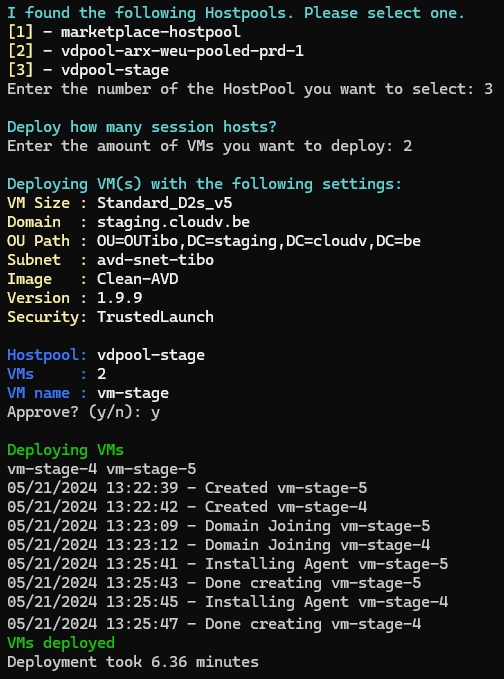 I found the following Hostpools. Please select one.
[1] - marketplace-hostpool
[2] - vdpool-arx-weu-pooled-prd-1
[3] - vdpool-stage
Enter the number of the HostPool you want to select: 3
Deploy how many session hosts?
Enter the amount of VMs you want to deploy: 2
Deploying VM(s) with the following settings:
VM Size : Standard_D2s_v5
Domain  : staging.cloudv.be
OU Path : OU=OUTibo,DC=staging,DC=cloudv,DC=be
Subnet  : avd-snet-tibo
Image   : Clean-AVD
Version : 1.9.9
Security: TrustedLaunch
Hostpool: vdpool-stage
VMs     : 2
VM name : vm-stage
Approve? (y/n): y
Deploying VMs
vm-stage-4 vm-stage-5
05/21/2024 13:22:39 - Created vm-stage-5
05/21/2024 13:22:42 - Created vm-stage-4
05/21/2024 13:23:09 - Domain Joining vm-stage-5
05/21/2024 13:23:12 - Domain Joining vm-stage-4
05/21/2024 13:25:41 - Installing Agent vm-stage-5
05/21/2024 13:25:43 - Done creating vm-stage-5
05/21/2024 13:25:45 - Installing Agent vm-stage-4
05/21/2024 13:25:47 - Done creating vm-stage-4
VMs deployed
Deployment took 6.36 minutes